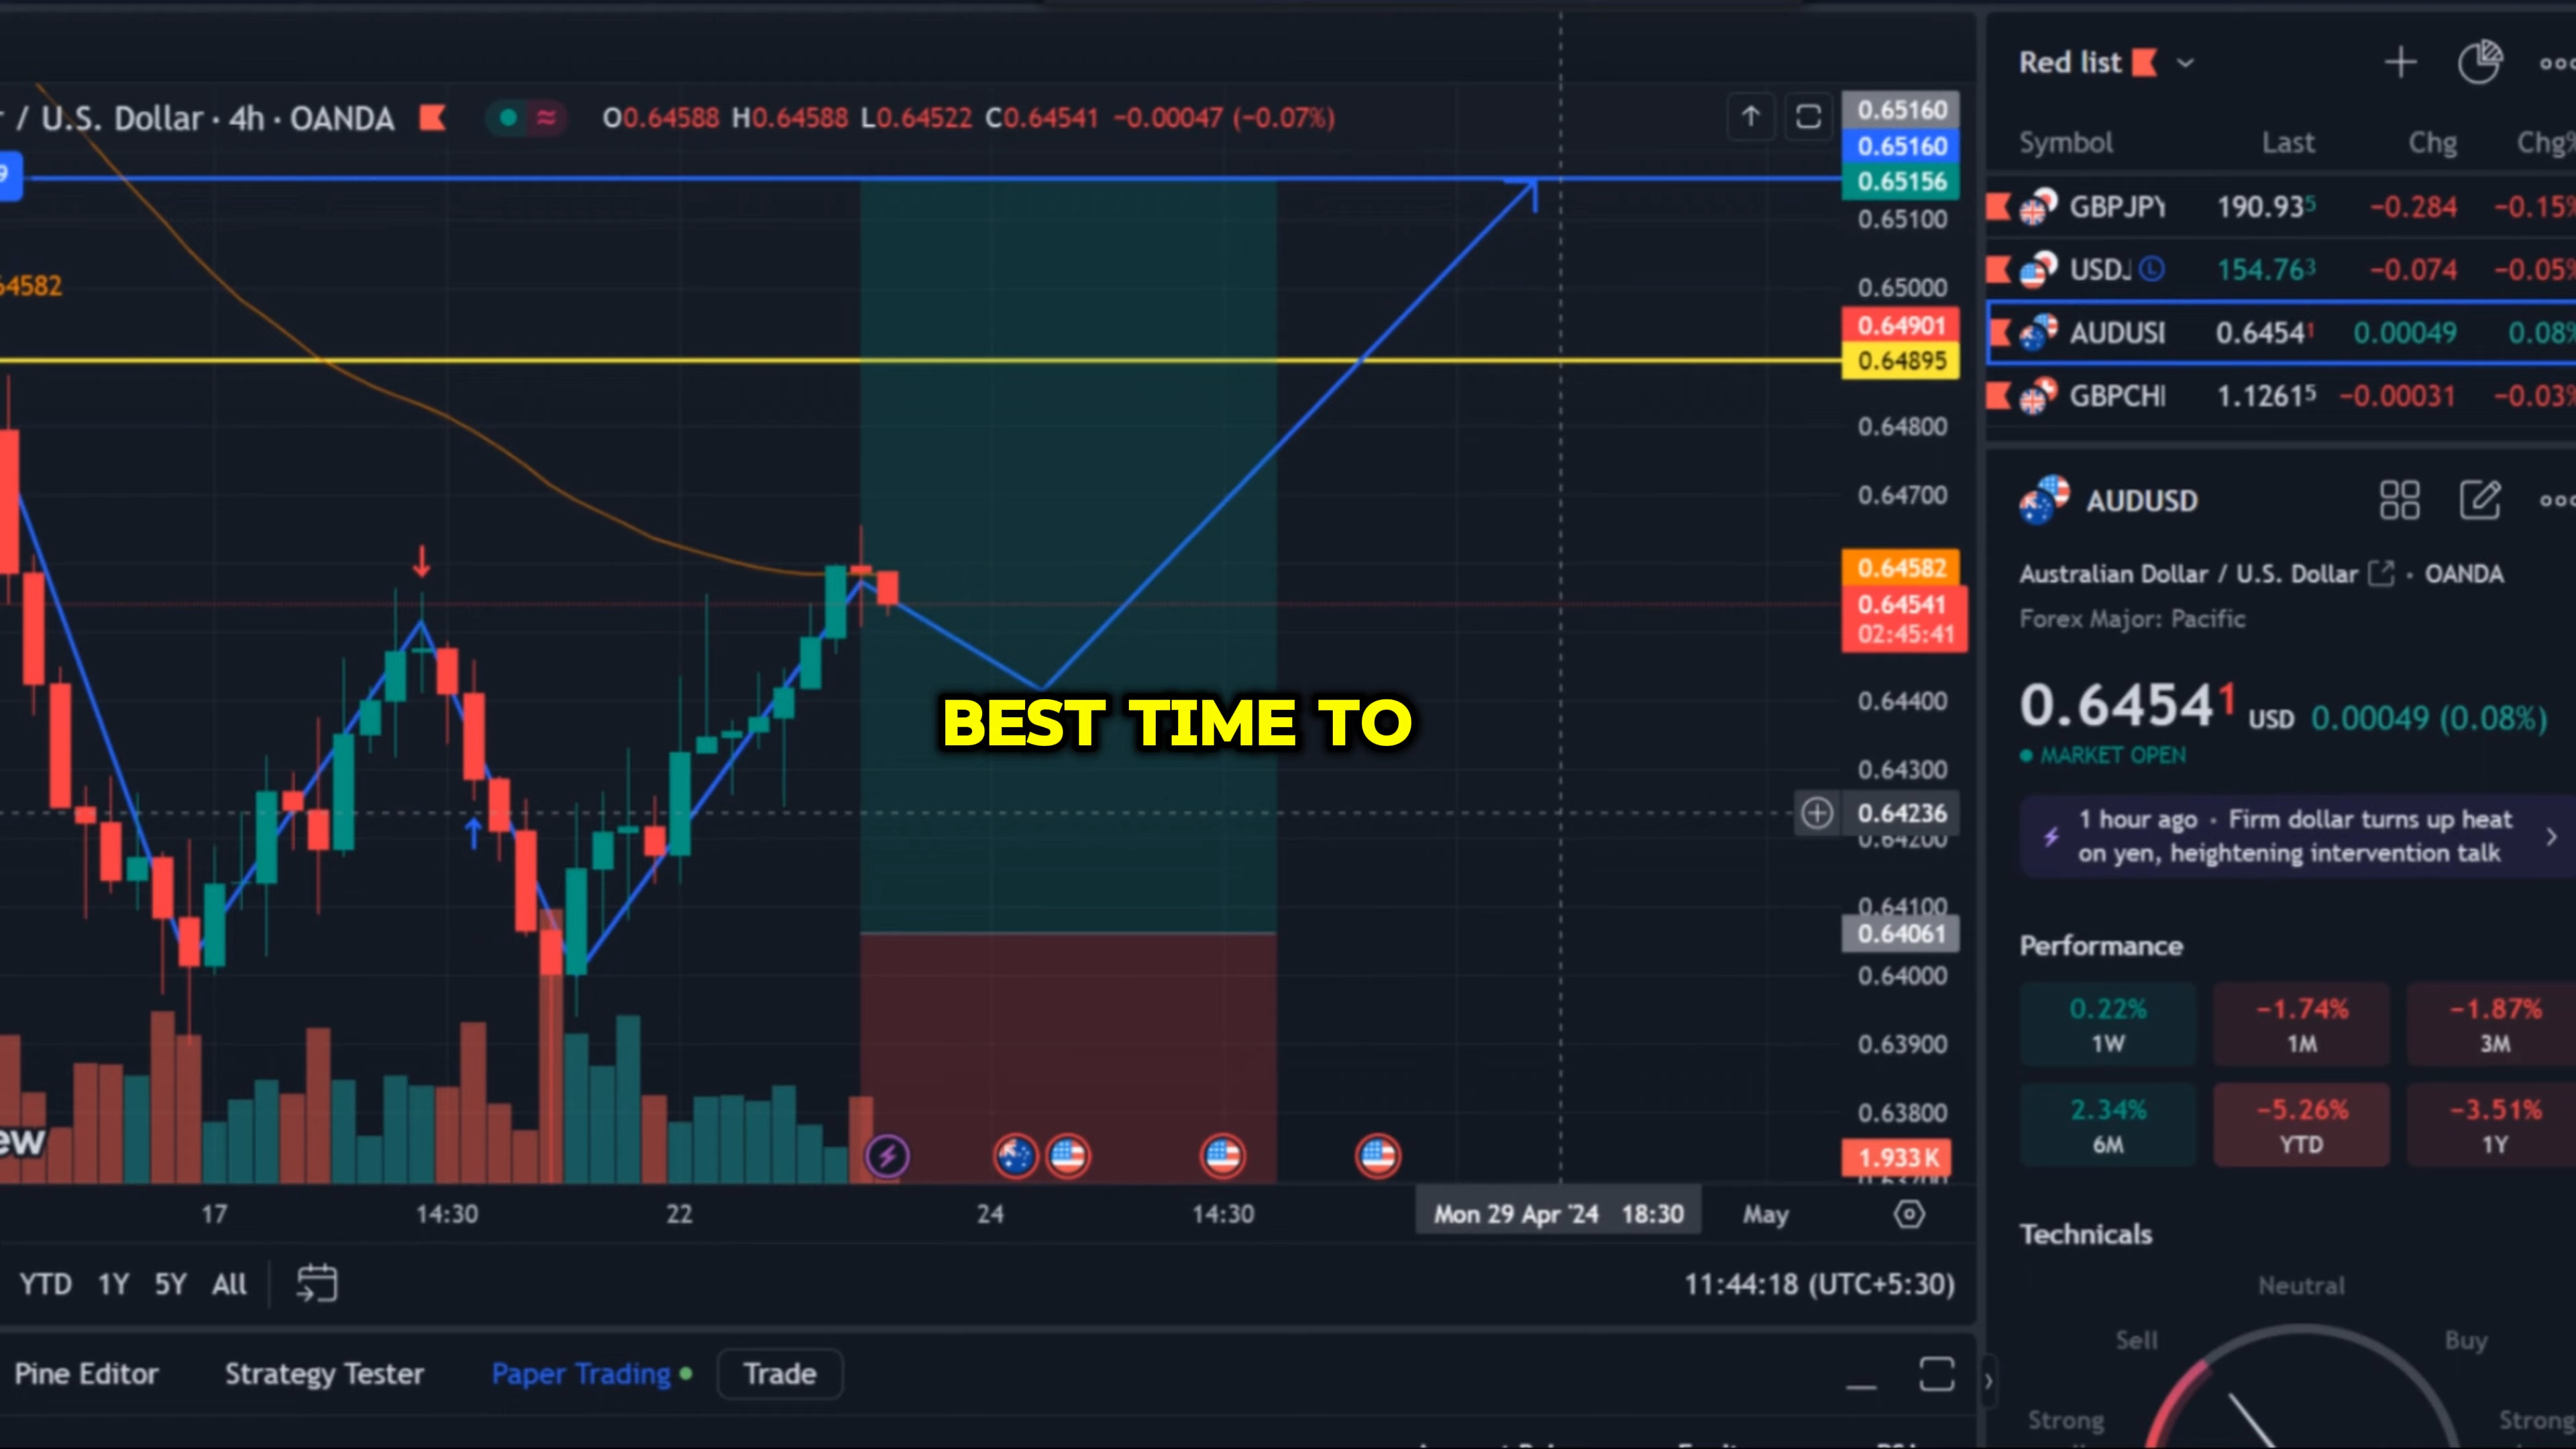 / U.S. Dollar · 4h · OANDA
O0.64588 H0.64588 L0.64522 C0.64541 −0.00047 (−0.07%)
9
64582
0.65160
0.65160
0.65156
0.65100
0.65000
0.64901
0.64895
0.64800
0.64700
0.64582
0.64541
02:45:41
0.64400
0.64300
0.64236
0.64200
0.64100
0.64061
0.64000
0.63900
0.63800
1.933K
BEST TIME TO
ew
17 14:30 22 24 14:30 Mon 29 Apr '24 18:30 May
YTD 1Y 5Y All
11:44:18 (UTC+5:30)
Pine Editor Strategy Tester Paper Trading Trade
Red list
Symbol Last Chg Chg%
GBPJPY 190.935 −0.284 −0.15%
USDJ L 154.763 −0.074 −0.05%
AUDUSD 0.64541 0.00049 0.08%
GBPCH 1.12615 −0.00031 −0.03%
AUDUSD
Australian Dollar / U.S. Dollar · OANDA
Forex Major: Pacific
0.64541 USD 0.00049 (0.08%)
MARKET OPEN
1 hour ago · Firm dollar turns up heat
on yen, heightening intervention talk
Performance
0.22% −1.74% −1.87%
1W 1M 3M
2.34% −5.26% −3.51%
6M YTD 1Y
Technicals
Neutral
Sell Buy
Strong Strong